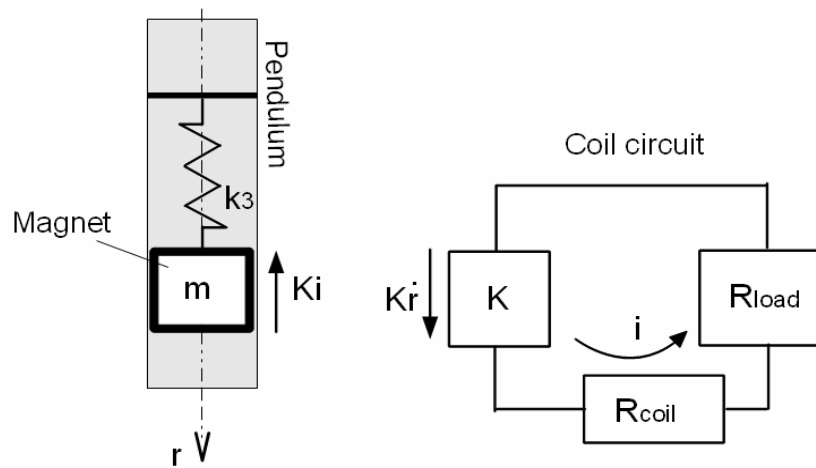 Pendulum
k3
Magnet
m
Ki
r
Coil circuit
Kṙ
K
i
Rload
Rcoil